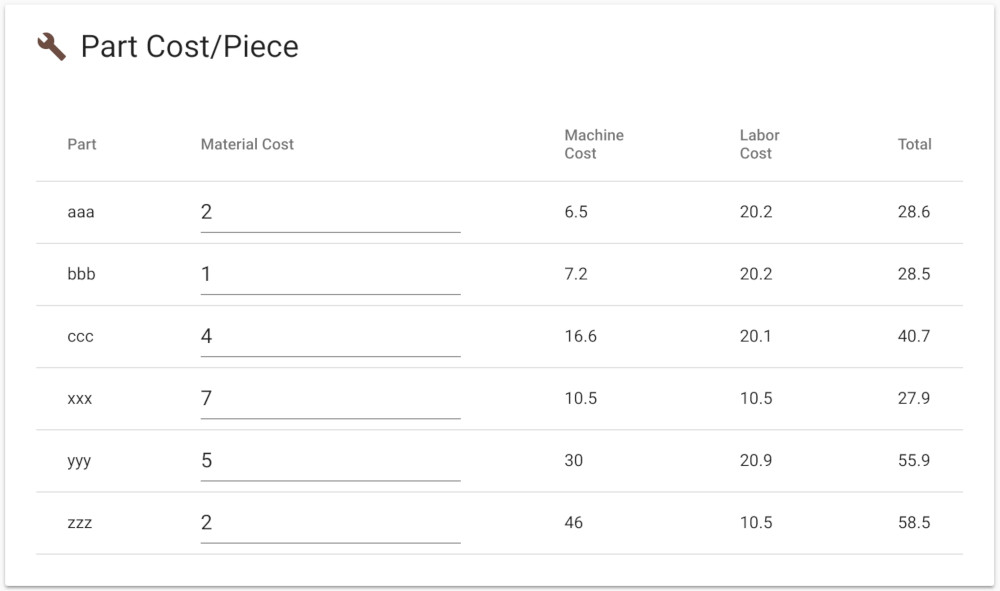 Part Cost/Piece
Part Material Cost Machine Cost Labor Cost Total
aaa 2 6.5 20.2 28.6
bbb 1 7.2 20.2 28.5
ccc 4 16.6 20.1 40.7
xxx 7 10.5 10.5 27.9
yyy 5 30 20.9 55.9
zzz 2 46 10.5 58.5